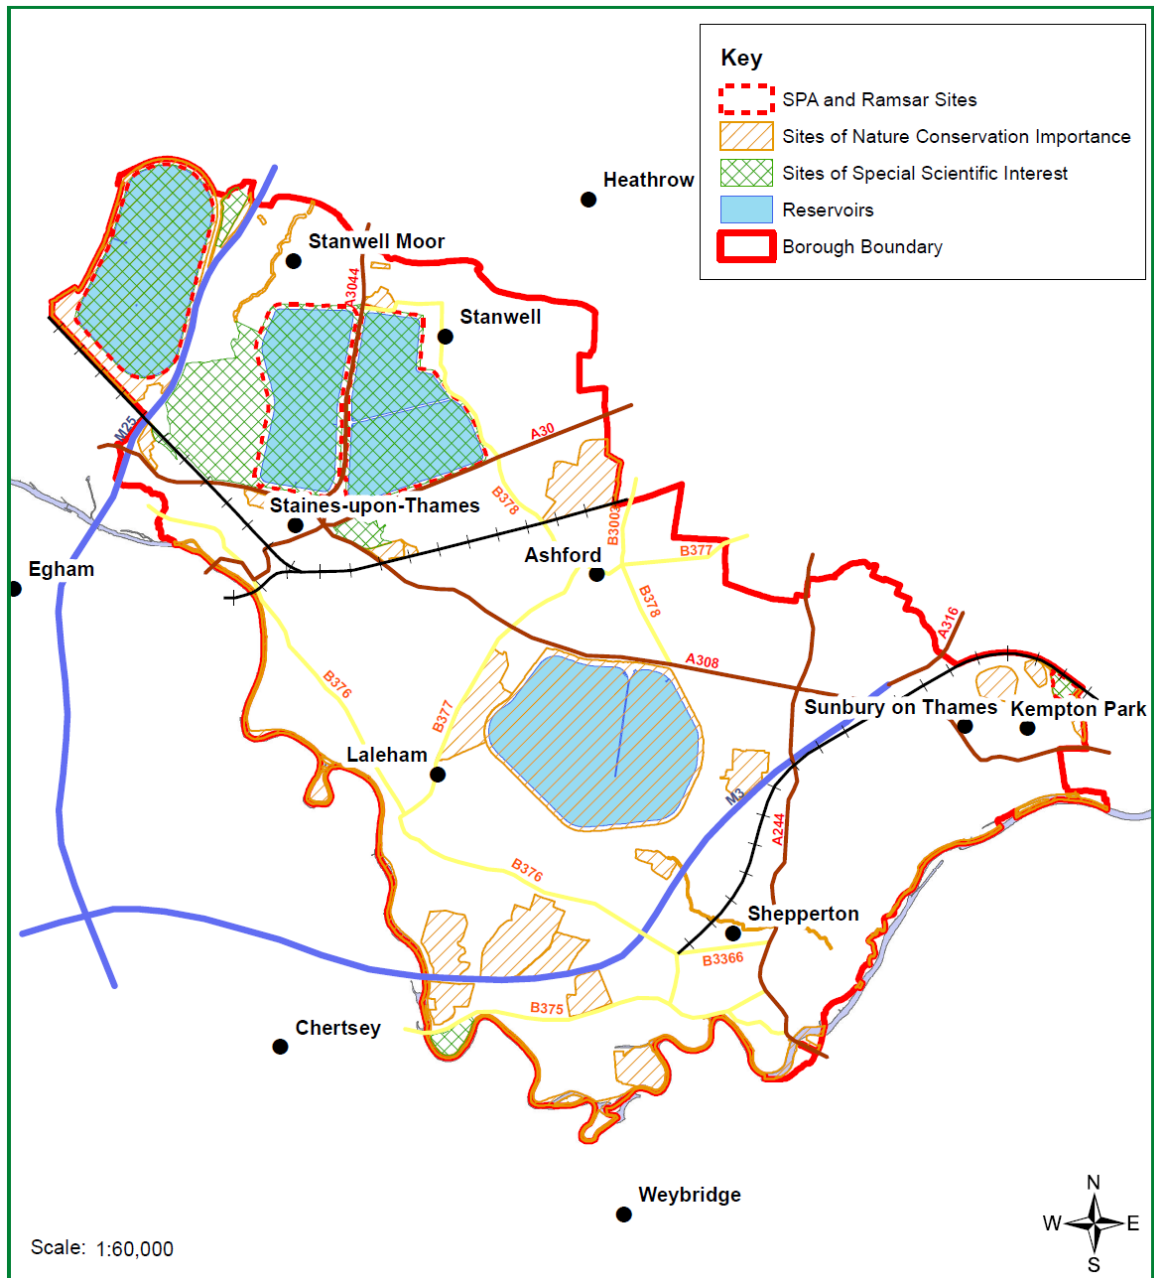 Key
SPA and Ramsar Sites
Sites of Nature Conservation Importance
Sites of Special Scientific Interest
Reservoirs
Borough Boundary
Heathrow
Stanwell Moor
A3044
Stanwell
M25
A30
B378
Staines-upon-Thames
B3003
Ashford
B377
Egham
B378
A316
A308
B376
B377
Sunbury on Thames
Kempton Park
Laleham
M3
A244
B376
Shepperton
B3366
B375
Chertsey
Weybridge
N
W
E
S
Scale: 1:60,000